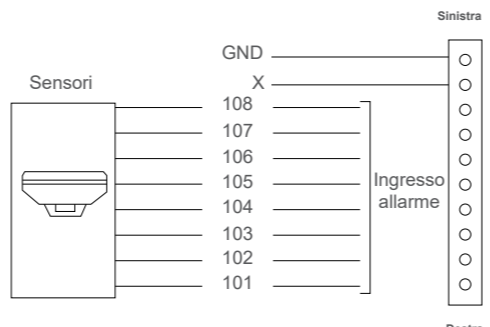 Sinistra
GND
X
Sensori
108
107
106
105
104
103
102
101
Ingresso
allarme